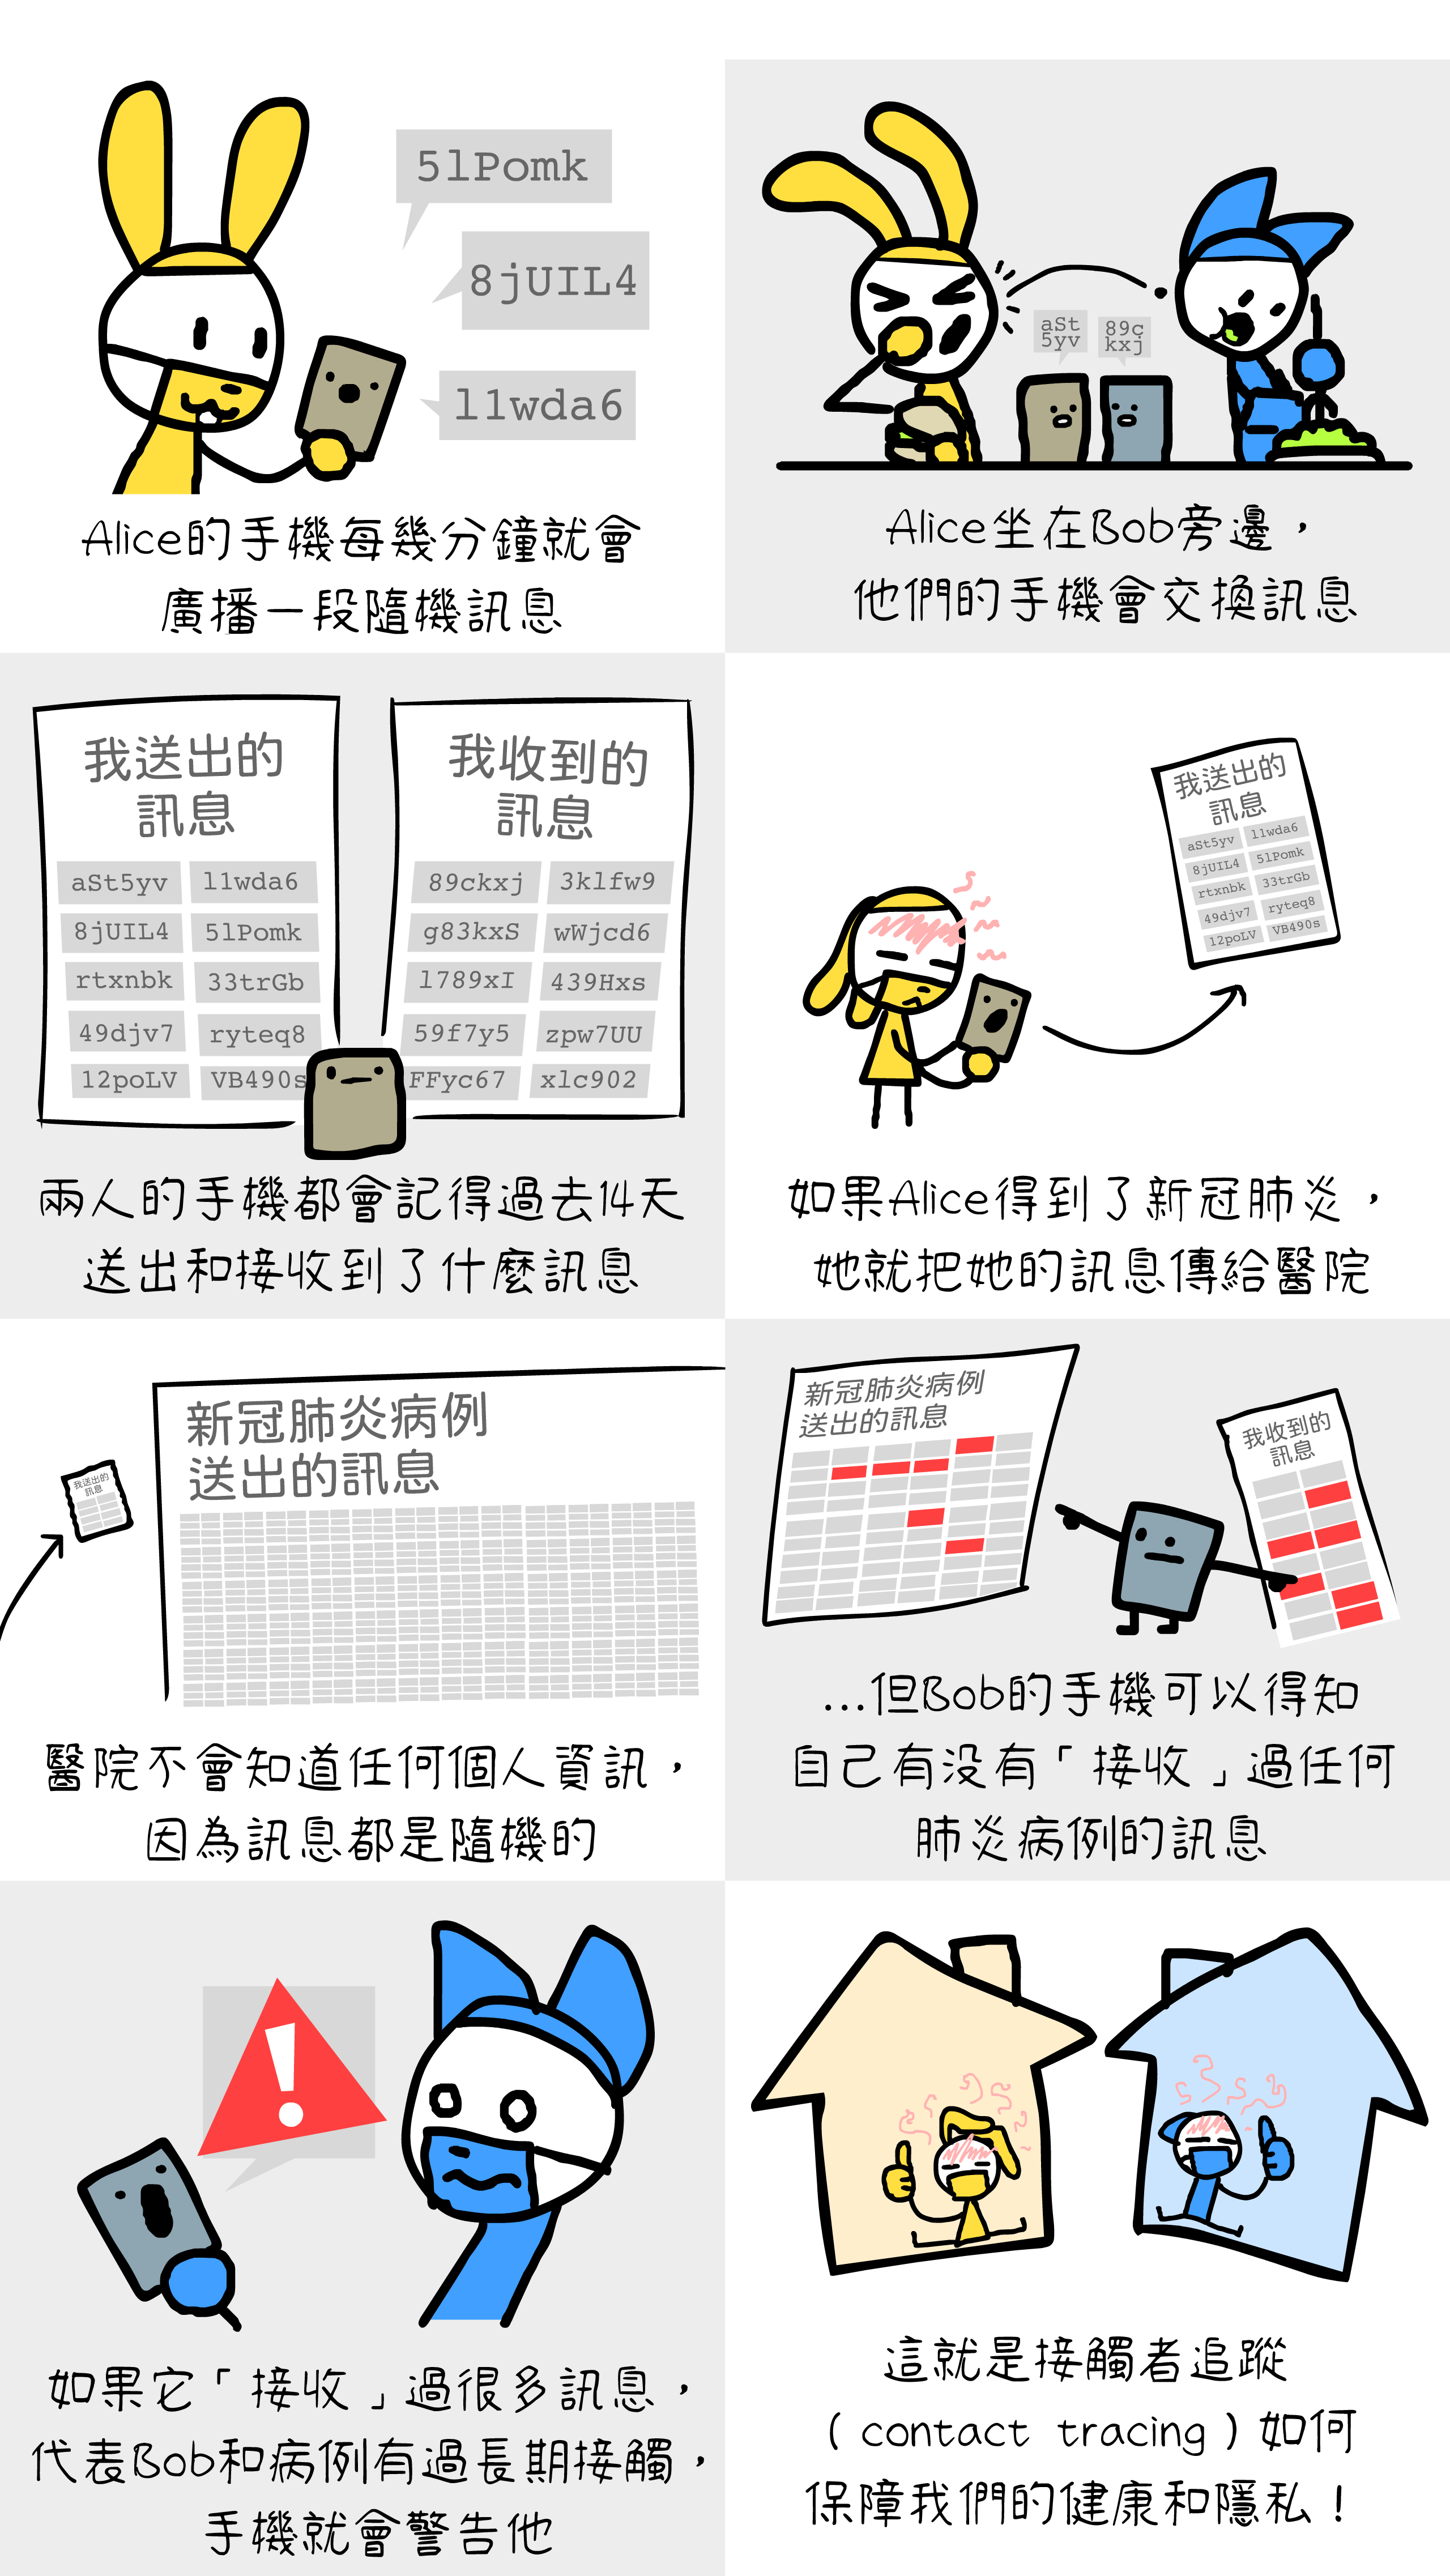 5lPomk
8jUIL4
l1wda6
Alice的手機每幾分鐘就會
廣播一段隨機訊息
aSt
5yv
89c
kxj
Alice坐在Bob旁邊，
他們的手機會交換訊息
我送出的
訊息
aSt5yv l1wda6
8jUIL4 5lPomk
rtxnbk 33trGb
49djv7 ryteq8
12poLV VB490s
我收到的
訊息
89ckxj 3klfw9
g83kxS wWjcd6
l789xI 439Hxs
59f7y5 zpw7UU
FFyc67 xlc902
兩人的手機都會記得過去14天
送出和接收到了什麼訊息
我送出的
訊息
aSt5yv l1wda6
8jUIL4 5lPomk
rtxnbk 33trGb
49djv7 ryteq8
12poLV VB490s
如果Alice得到了新冠肺炎，
她就把她的訊息傳給醫院
我送出的
訊息
新冠肺炎病例
送出的訊息
醫院不會知道任何個人資訊，
因為訊息都是隨機的
新冠肺炎病例
送出的訊息
我收到的
訊息
...但Bob的手機可以得知
自己有没有「接收」過任何
肺炎病例的訊息
!
如果它「接收」過很多訊息，
代表Bob和病例有過長期接觸，
手機就會警告他
這就是接觸者追蹤
（contact tracing）如何
保障我們的健康和隱私！